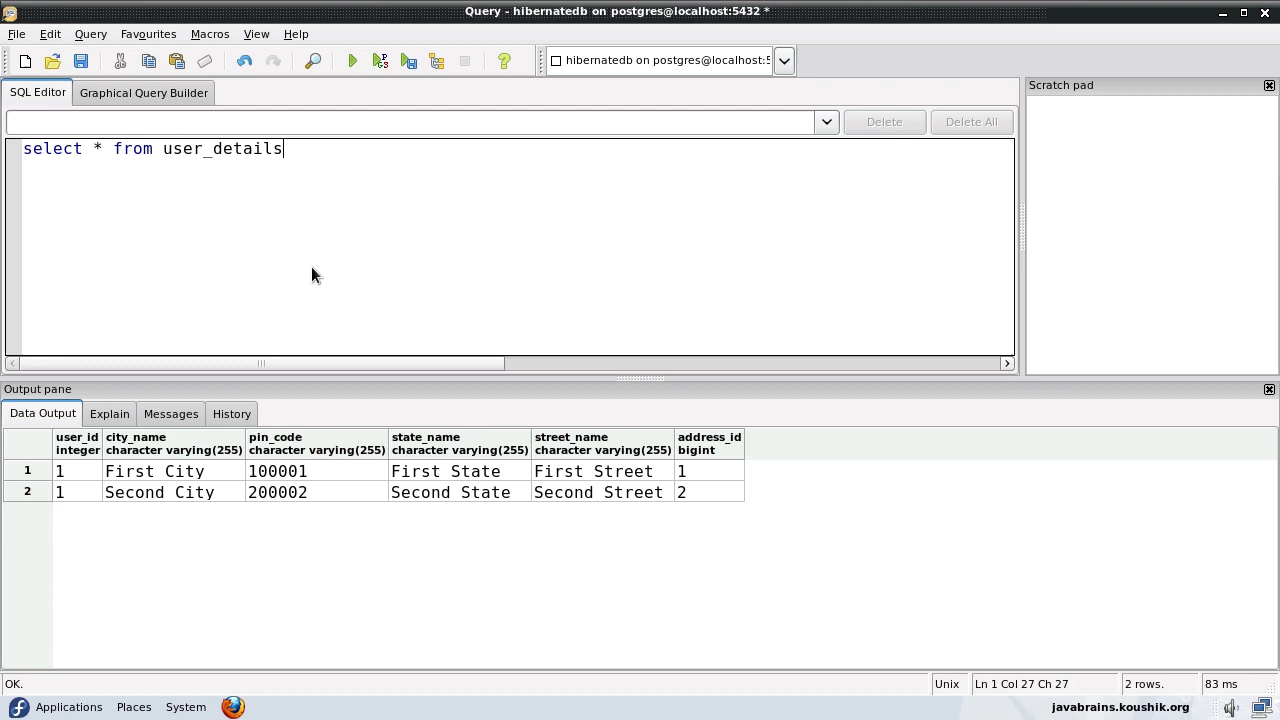 Query - hibernatedb on postgres@localhost:5432 *
File Edit Query Favourites Macros View Help
hibernatedb on postgres@localhost:5
SQL Editor Graphical Query Builder
Scratch pad
Delete Delete All
select * from user_details
Output pane
Data Output Explain Messages History
user_id city_name pin_code state_name street_name address_id
integer character varying(255) character varying(255) character varying(255) character varying(255) bigint
1 1 First City 100001 First State First Street 1
2 1 Second City 200002 Second State Second Street 2
OK. Unix Ln 1 Col 27 Ch 27 2 rows. 83 ms
Applications Places System javabrains.koushik.org